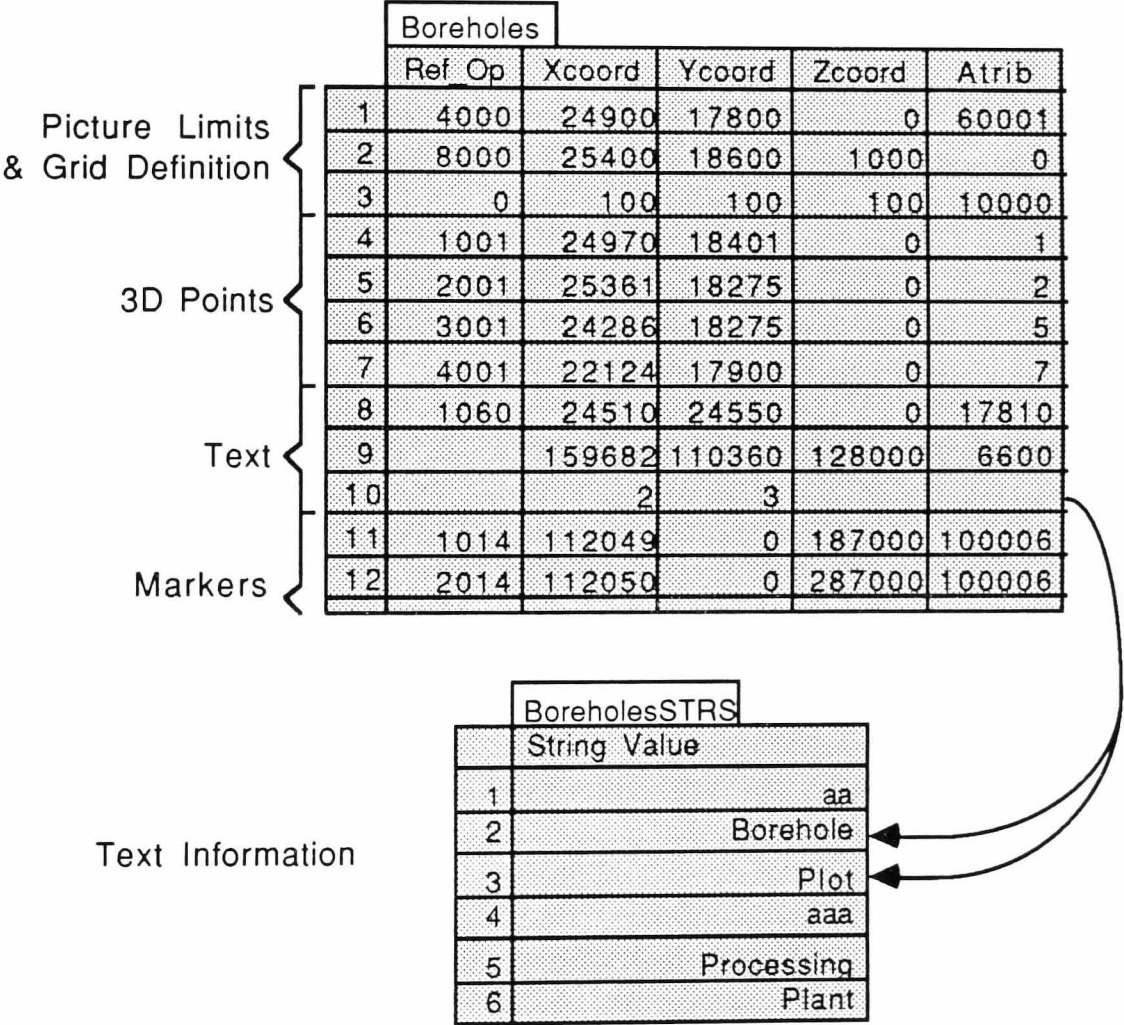 Boreholes
Ref_Op Xcoord Ycoord Zcoord Atrib
Picture Limits
& Grid Definition
1 4000 24900 17800 0 60001
2 8000 25400 18600 1000 0
3 0 100 100 100 10000
3D Points
4 1001 24970 18401 0 1
5 2001 25361 18275 0 2
6 3001 24286 18275 0 5
7 4001 22124 17900 0 7
Text
8 1060 24510 24550 0 17810
9 159682 110360 128000 6600
10 2 3
Markers
11 1014 112049 0 187000 100006
12 2014 112050 0 287000 100006
BoreholesSTRS
String Value
Text Information
1 aa
2 Borehole
3 Plot
4 aaa
5 Processing
6 Plant